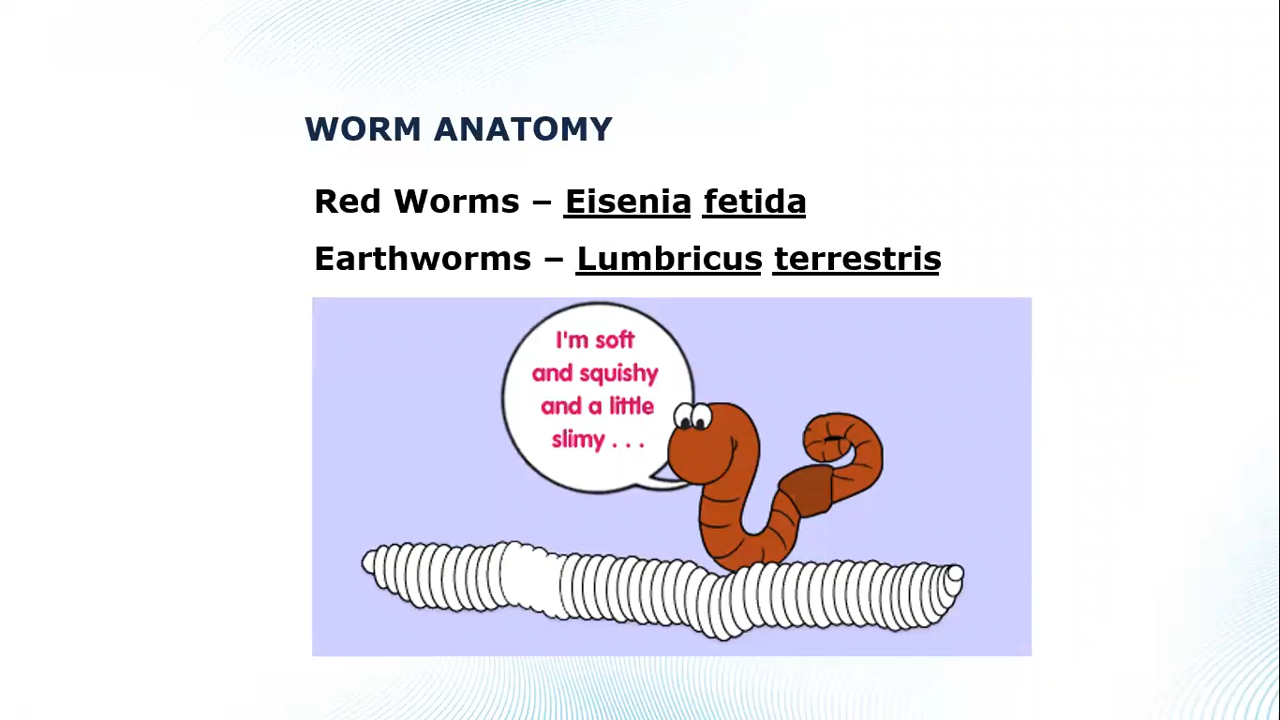 WORM ANATOMY
Red Worms – Eisenia fetida
Earthworms – Lumbricus terrestris
I'm soft
and squishy
and a little
slimy . . .